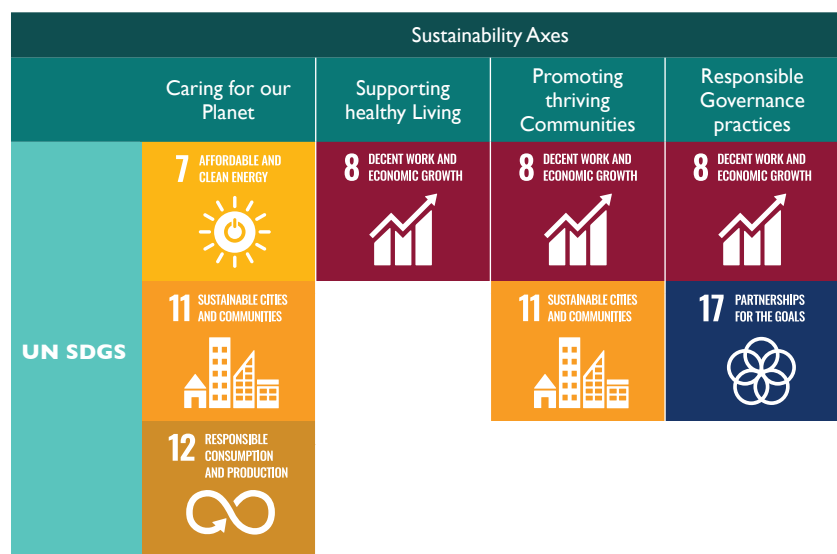 Sustainability Axes
Caring for our
Planet
Supporting
healthy Living
Promoting
thriving
Communities
Responsible
Governance
practices
UN SDGS
7 AFFORDABLE AND
CLEAN ENERGY
8 DECENT WORK AND
ECONOMIC GROWTH
8 DECENT WORK AND
ECONOMIC GROWTH
8 DECENT WORK AND
ECONOMIC GROWTH
11 SUSTAINABLE CITIES
AND COMMUNITIES
11 SUSTAINABLE CITIES
AND COMMUNITIES
17 PARTNERSHIPS
FOR THE GOALS
12 RESPONSIBLE
CONSUMPTION
AND PRODUCTION